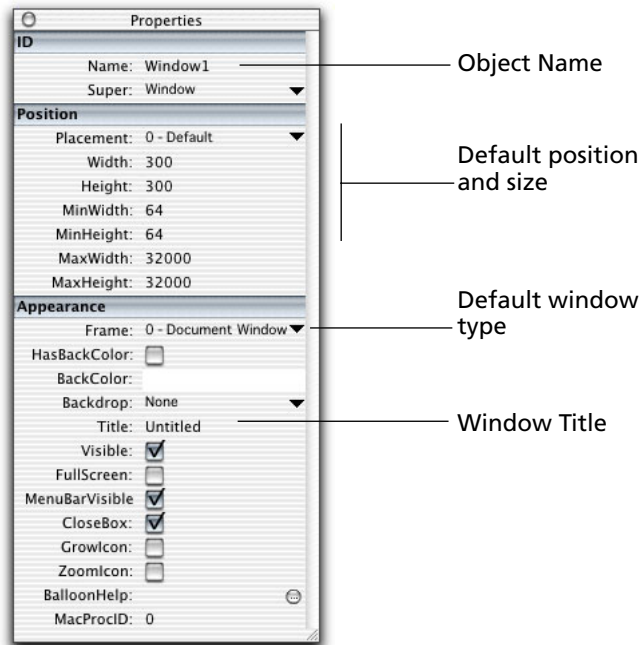 Properties
ID
Name: Window1
Super: Window
Position
Placement: 0 - Default
Width: 300
Height: 300
MinWidth: 64
MinHeight: 64
MaxWidth: 32000
MaxHeight: 32000
Appearance
Frame: 0 - Document Window
HasBackColor:
BackColor:
Backdrop: None
Title: Untitled
Visible:
FullScreen:
MenuBarVisible
CloseBox:
GrowIcon:
ZoomIcon:
BalloonHelp:
MacProcID: 0
Object Name
Default position
and size
Default window
type
Window Title